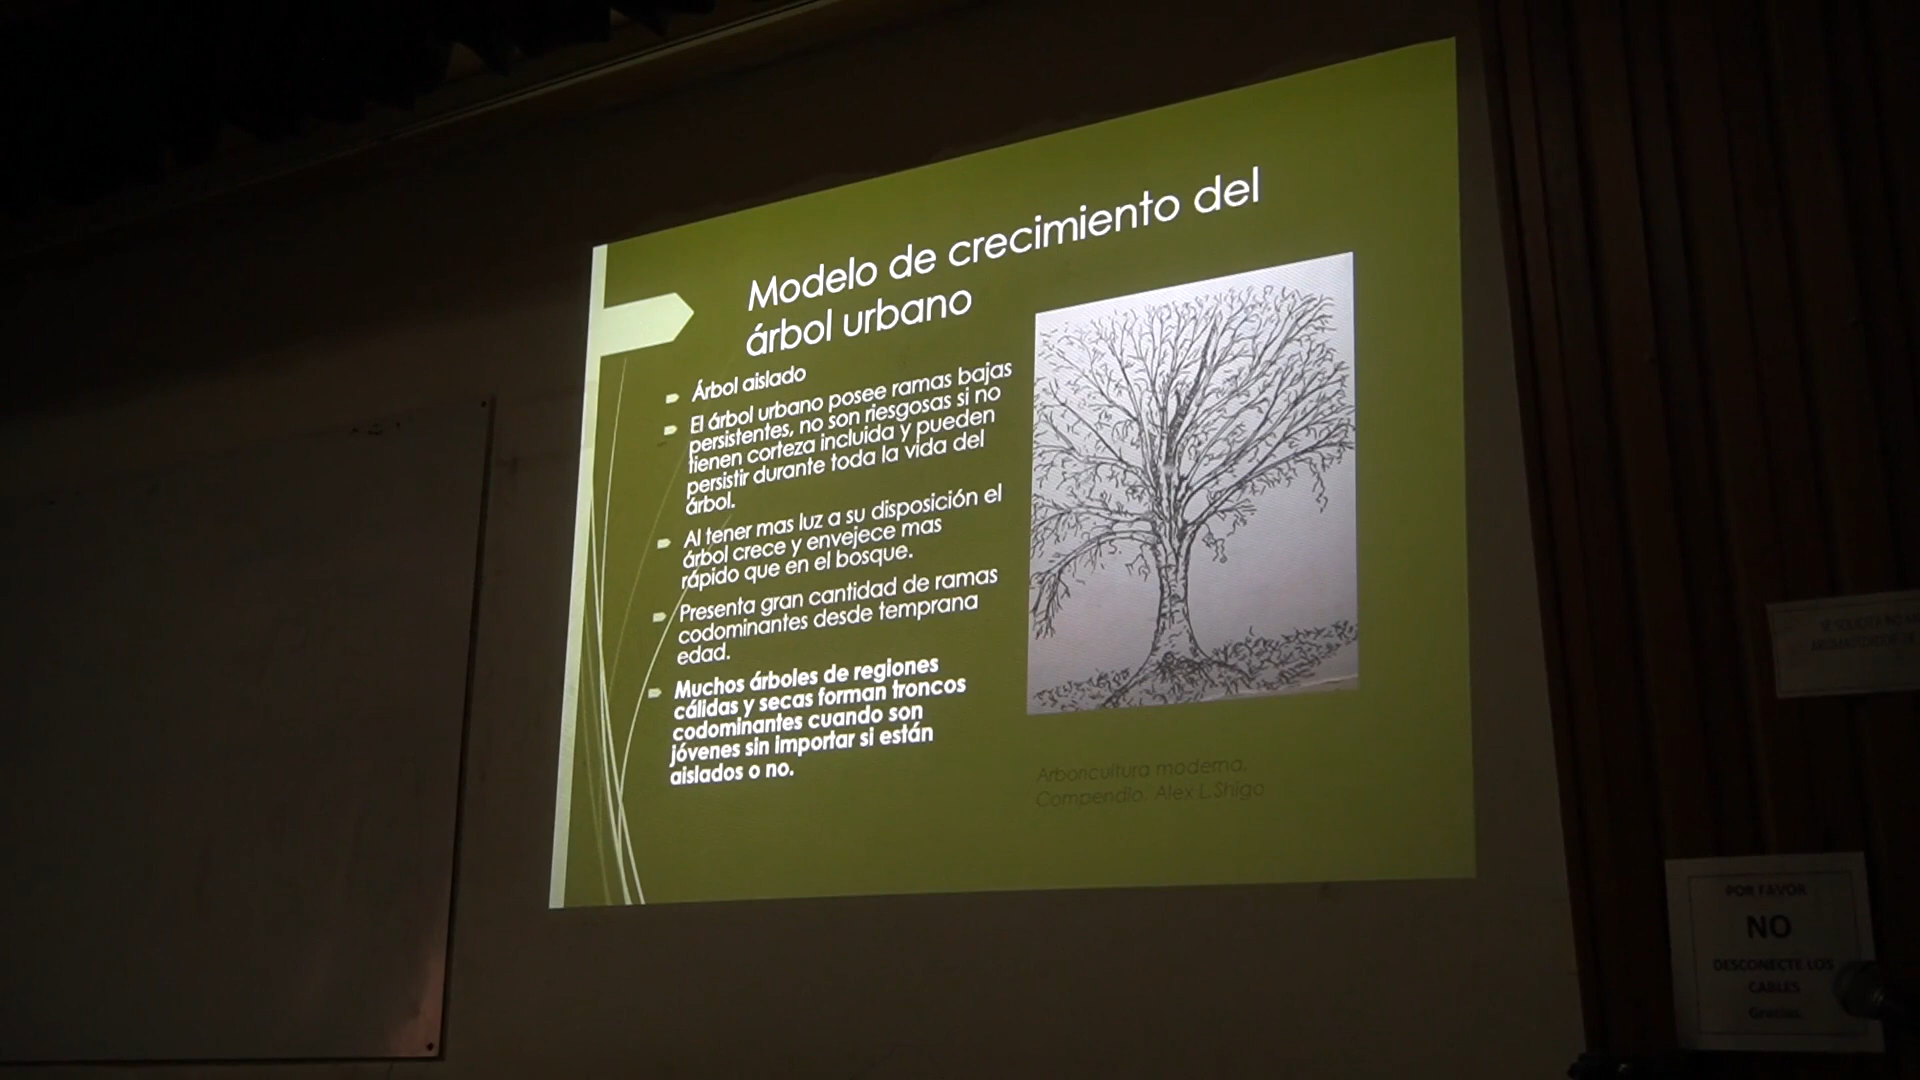 Modelo de crecimiento del
árbol urbano
Árbol aislado
El árbol urbano posee ramas bajas
persistentes, no son riesgosas si no
tienen corteza incluida y pueden
persistir durante toda la vida del
árbol.
Al tener mas luz a su disposición el
árbol crece y envejece mas
rápido que en el bosque.
Presenta gran cantidad de ramas
codominantes desde temprana
edad.
Muchos árboles de regiones
cálidas y secas forman troncos
codominantes cuando son
jóvenes sin importar si están
aislados o no.
Arboricultura moderna.
Compendio. Alex L.Shigo
POR FAVOR
NO
DESCONECTE LOS
CABLES
Gracias